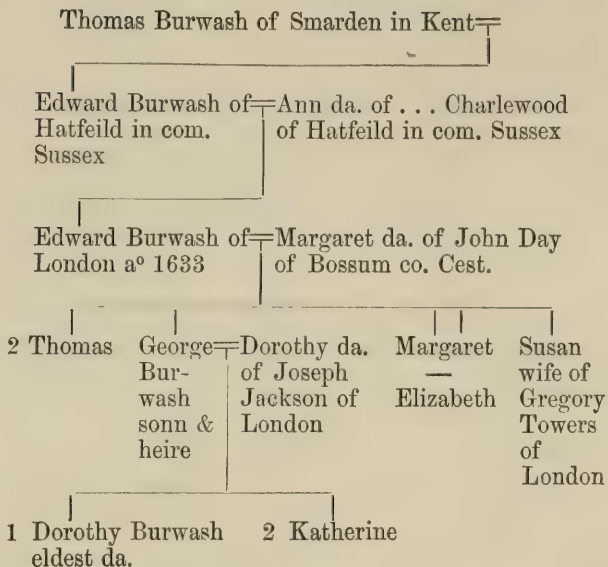 Thomas Burwash of Smarden in Kent
Edward Burwash of
Hatfeild in com.
Sussex
Ann da. of . . . Charlewood
of Hatfeild in com. Sussex
Edward Burwash of
London aº 1633
Margaret da. of John Day
of Bossum co. Cest.
2 Thomas
George
Bur-
wash
sonn &
heire
Dorothy da.
of Joseph
Jackson of
London
Margaret
—
Elizabeth
Susan
wife of
Gregory
Towers
of
London
1 Dorothy Burwash
eldest da.
2 Katherine